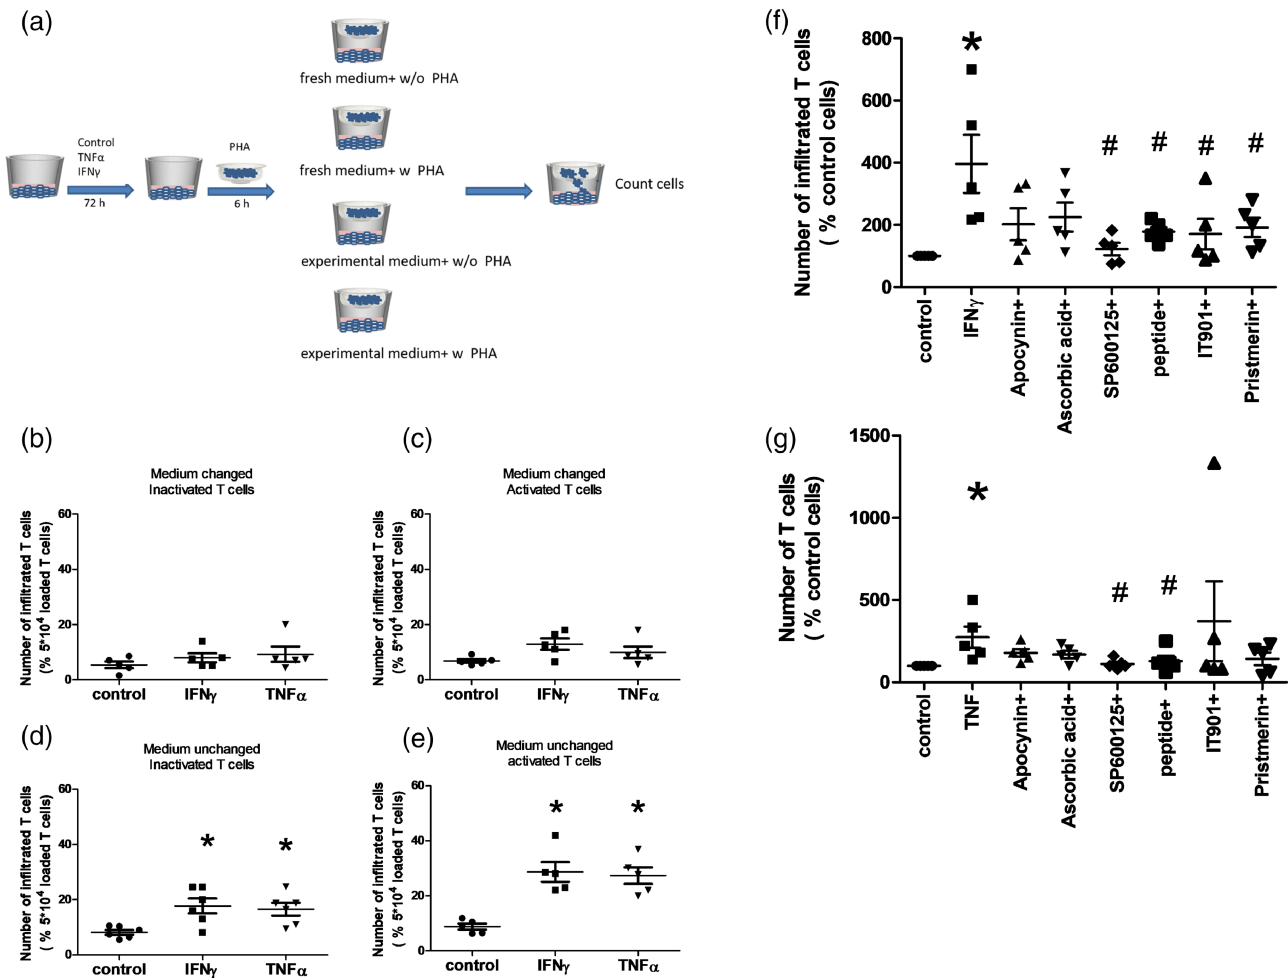 (a)
fresh medium+ w/o PHA
fresh medium+ w PHA
experimental medium+ w/o PHA
experimental medium+ w PHA
Control
TNFα
IFNγ
72 h
PHA
6 h
Count cells
(b)
Medium changed
Inactivated T cells
Number of infiltrated T cells
(% 5*10⁴ loaded T cells)
60
40
20
0
control
IFNγ
TNFα
(c)
Medium changed
Activated T cells
Number of infiltrated T cells
(% 5*10⁴ loaded T cells)
60
40
20
0
control
IFNγ
TNFα
(d)
Medium unchanged
Inactivated T cells
Number of infiltrated T cells
( % 5*10⁴ loaded T cells)
60
40
20
0
*
*
control
IFNγ
TNFα
(e)
Medium unchanged
activated T cells
Number of infiltrated T cells
( % 5*10⁴ loaded T cells)
60
40
20
0
*
*
control
IFNγ
TNFα
(f)
Number of infiltrated T cells
( % control cells)
800
600
400
200
0
*
#
#
#
#
control
IFNγ
Apocynin+
Ascorbic acid+
SP600125+
peptide+
IT901+
Pristmerin+
(g)
Number of T cells
( % control cells)
1500
1000
500
0
*
#
#
control
TNF
Apocynin+
Ascorbic acid+
SP600125+
peptide+
IT901+
Pristmerin+